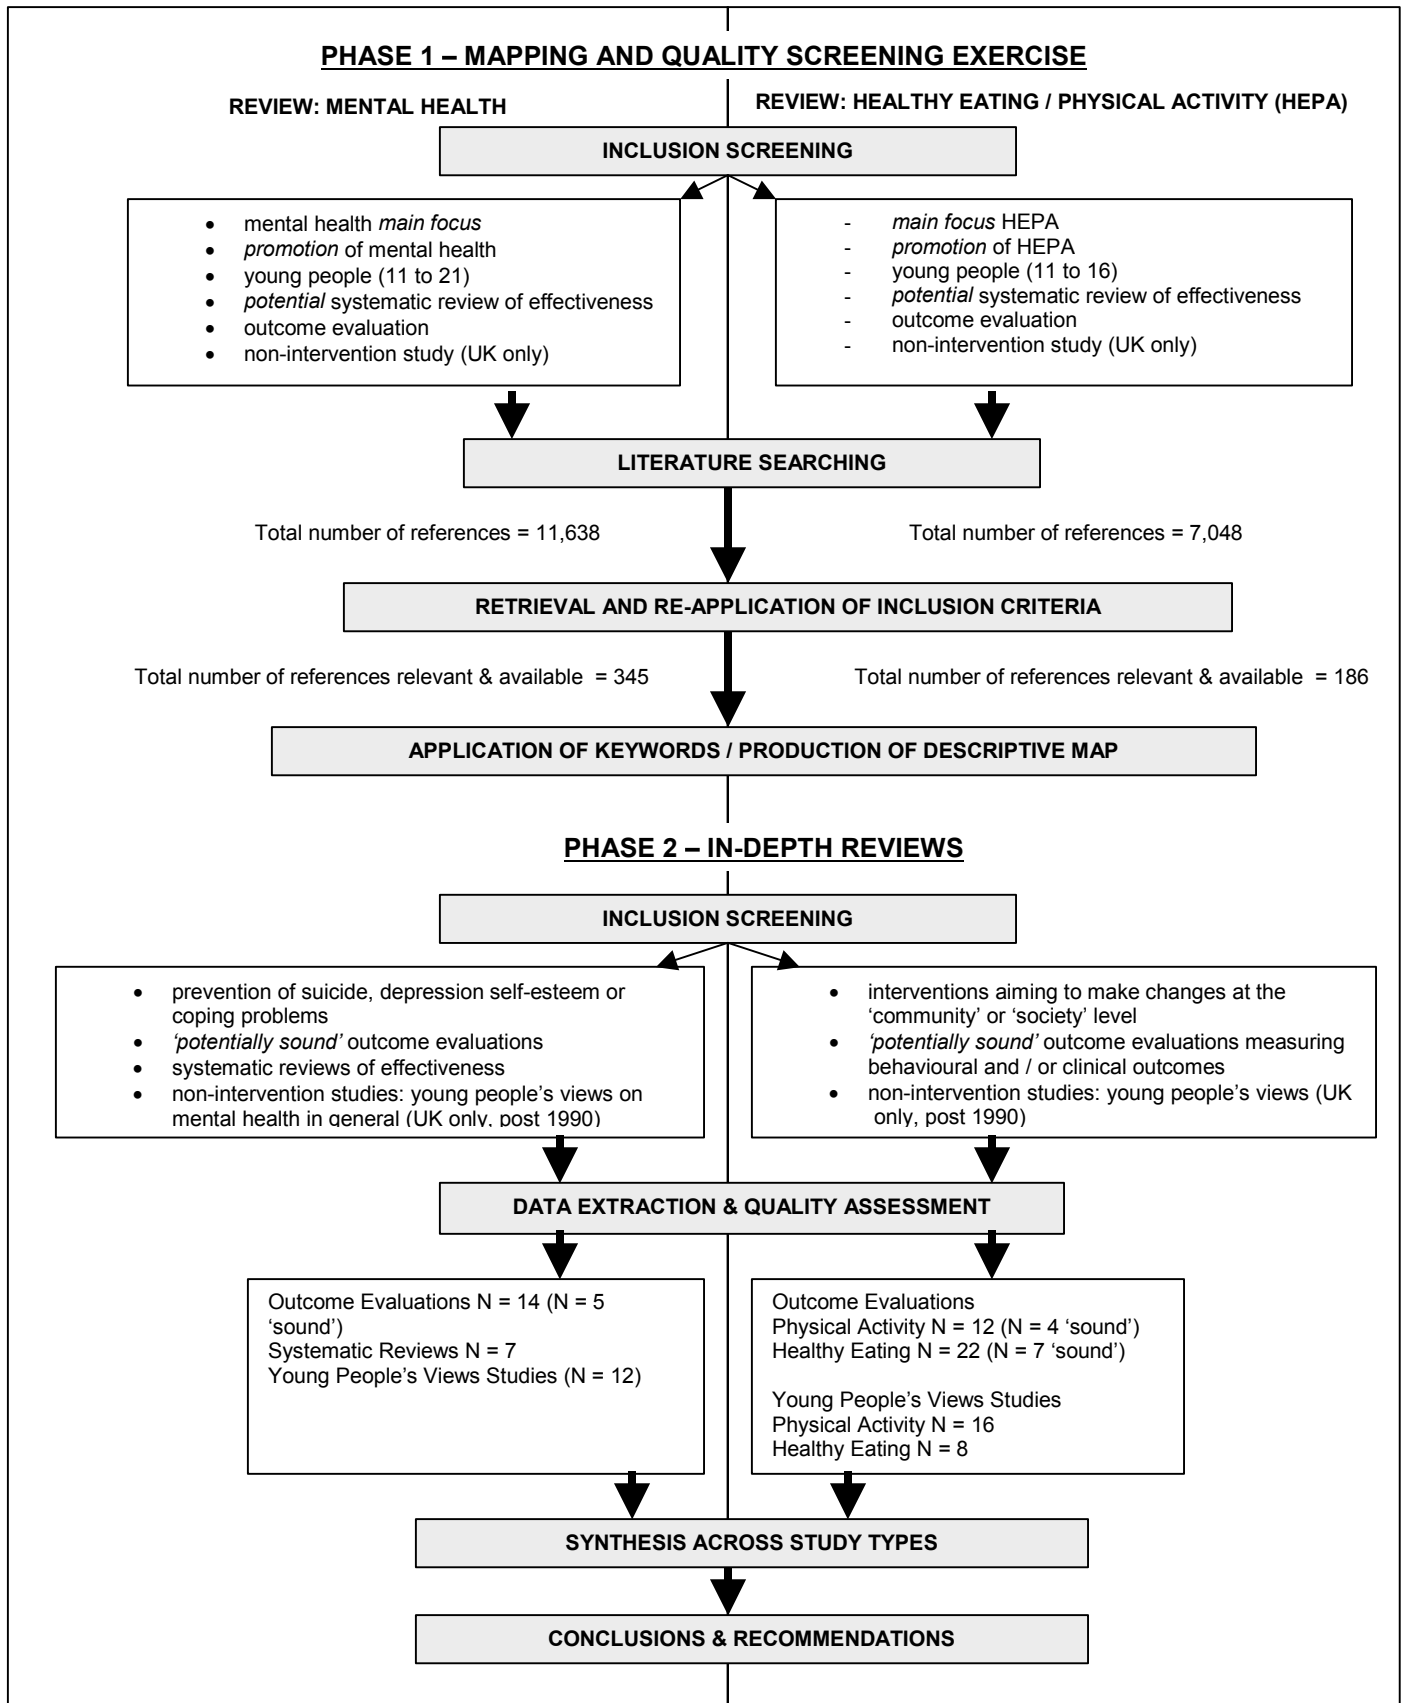 PHASE 1 – MAPPING AND QUALITY SCREENING EXERCISE
REVIEW: MENTAL HEALTH
REVIEW: HEALTHY EATING / PHYSICAL ACTIVITY (HEPA)
INCLUSION SCREENING
• mental health main focus
• promotion of mental health
• young people (11 to 21)
• potential systematic review of effectiveness
• outcome evaluation
• non-intervention study (UK only)
- main focus HEPA
- promotion of HEPA
- young people (11 to 16)
- potential systematic review of effectiveness
- outcome evaluation
- non-intervention study (UK only)
LITERATURE SEARCHING
Total number of references = 11,638
Total number of references = 7,048
RETRIEVAL AND RE-APPLICATION OF INCLUSION CRITERIA
Total number of references relevant & available = 345
Total number of references relevant & available = 186
APPLICATION OF KEYWORDS / PRODUCTION OF DESCRIPTIVE MAP
PHASE 2 – IN-DEPTH REVIEWS
INCLUSION SCREENING
• prevention of suicide, depression self-esteem or
coping problems
• ‘potentially sound’ outcome evaluations
• systematic reviews of effectiveness
• non-intervention studies: young people’s views on
mental health in general (UK only, post 1990)
• interventions aiming to make changes at the
‘community’ or ‘society’ level
• ‘potentially sound’ outcome evaluations measuring
behavioural and / or clinical outcomes
• non-intervention studies: young people’s views (UK
only, post 1990)
DATA EXTRACTION & QUALITY ASSESSMENT
Outcome Evaluations N = 14 (N = 5
‘sound’)
Systematic Reviews N = 7
Young People’s Views Studies (N = 12)
Outcome Evaluations
Physical Activity N = 12 (N = 4 ‘sound’)
Healthy Eating N = 22 (N = 7 ‘sound’)
Young People’s Views Studies
Physical Activity N = 16
Healthy Eating N = 8
SYNTHESIS ACROSS STUDY TYPES
CONCLUSIONS & RECOMMENDATIONS